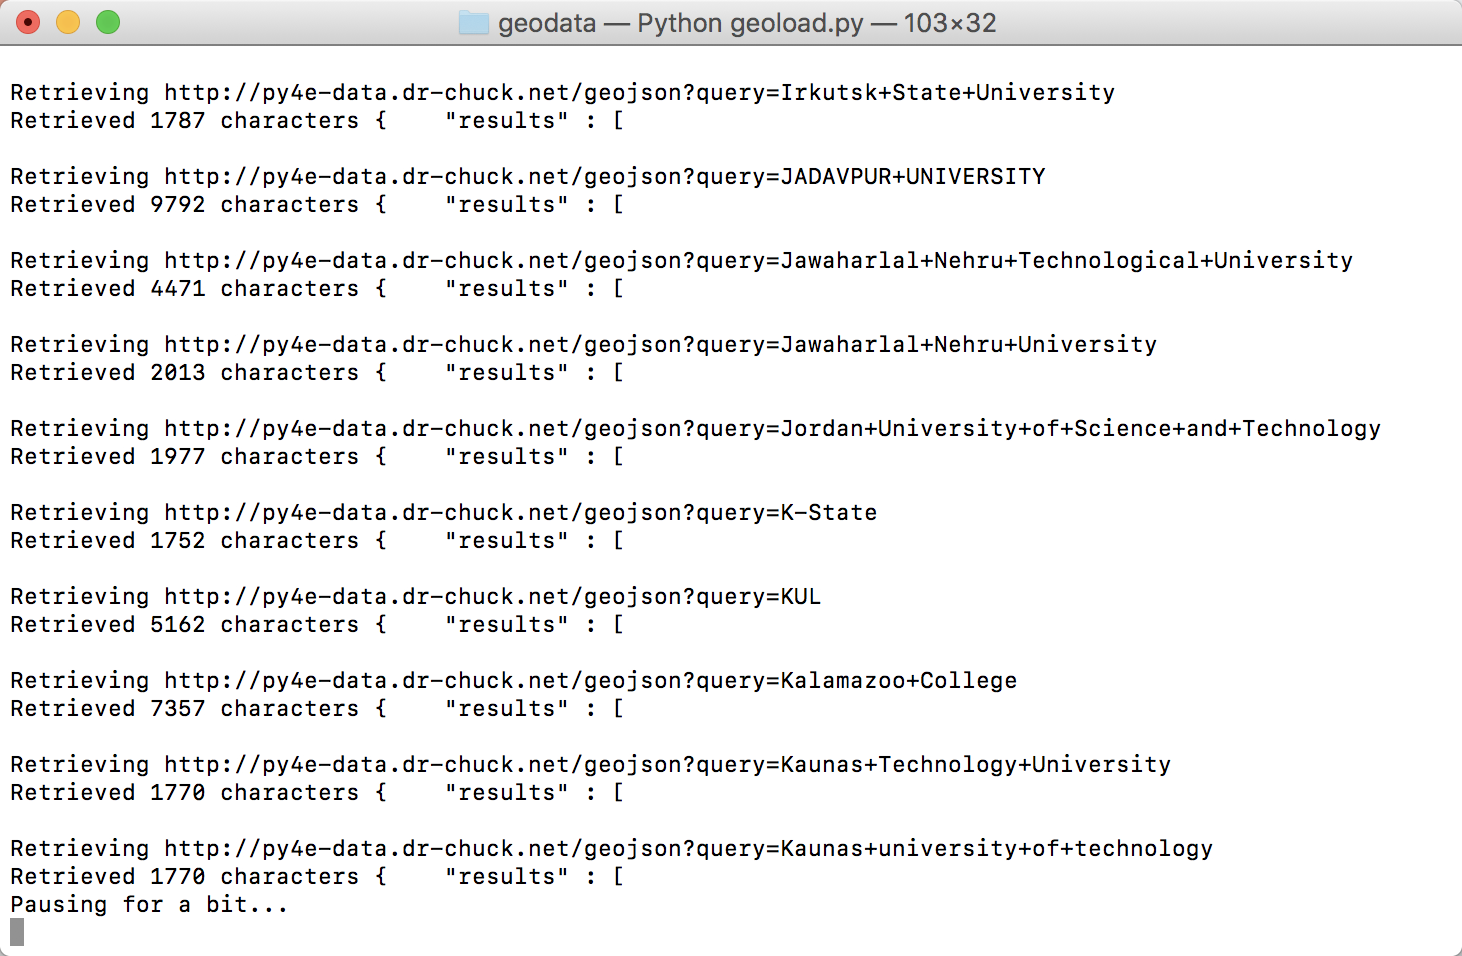 geodata — Python geoload.py — 103×32
Retrieving http://py4e-data.dr-chuck.net/geojson?query=Irkutsk+State+University
Retrieved 1787 characters {    "results" : [
Retrieving http://py4e-data.dr-chuck.net/geojson?query=JADAVPUR+UNIVERSITY
Retrieved 9792 characters {    "results" : [
Retrieving http://py4e-data.dr-chuck.net/geojson?query=Jawaharlal+Nehru+Technological+University
Retrieved 4471 characters {    "results" : [
Retrieving http://py4e-data.dr-chuck.net/geojson?query=Jawaharlal+Nehru+University
Retrieved 2013 characters {    "results" : [
Retrieving http://py4e-data.dr-chuck.net/geojson?query=Jordan+University+of+Science+and+Technology
Retrieved 1977 characters {    "results" : [
Retrieving http://py4e-data.dr-chuck.net/geojson?query=K-State
Retrieved 1752 characters {    "results" : [
Retrieving http://py4e-data.dr-chuck.net/geojson?query=KUL
Retrieved 5162 characters {    "results" : [
Retrieving http://py4e-data.dr-chuck.net/geojson?query=Kalamazoo+College
Retrieved 7357 characters {    "results" : [
Retrieving http://py4e-data.dr-chuck.net/geojson?query=Kaunas+Technology+University
Retrieved 1770 characters {    "results" : [
Retrieving http://py4e-data.dr-chuck.net/geojson?query=Kaunas+university+of+technology
Retrieved 1770 characters {    "results" : [
Pausing for a bit...